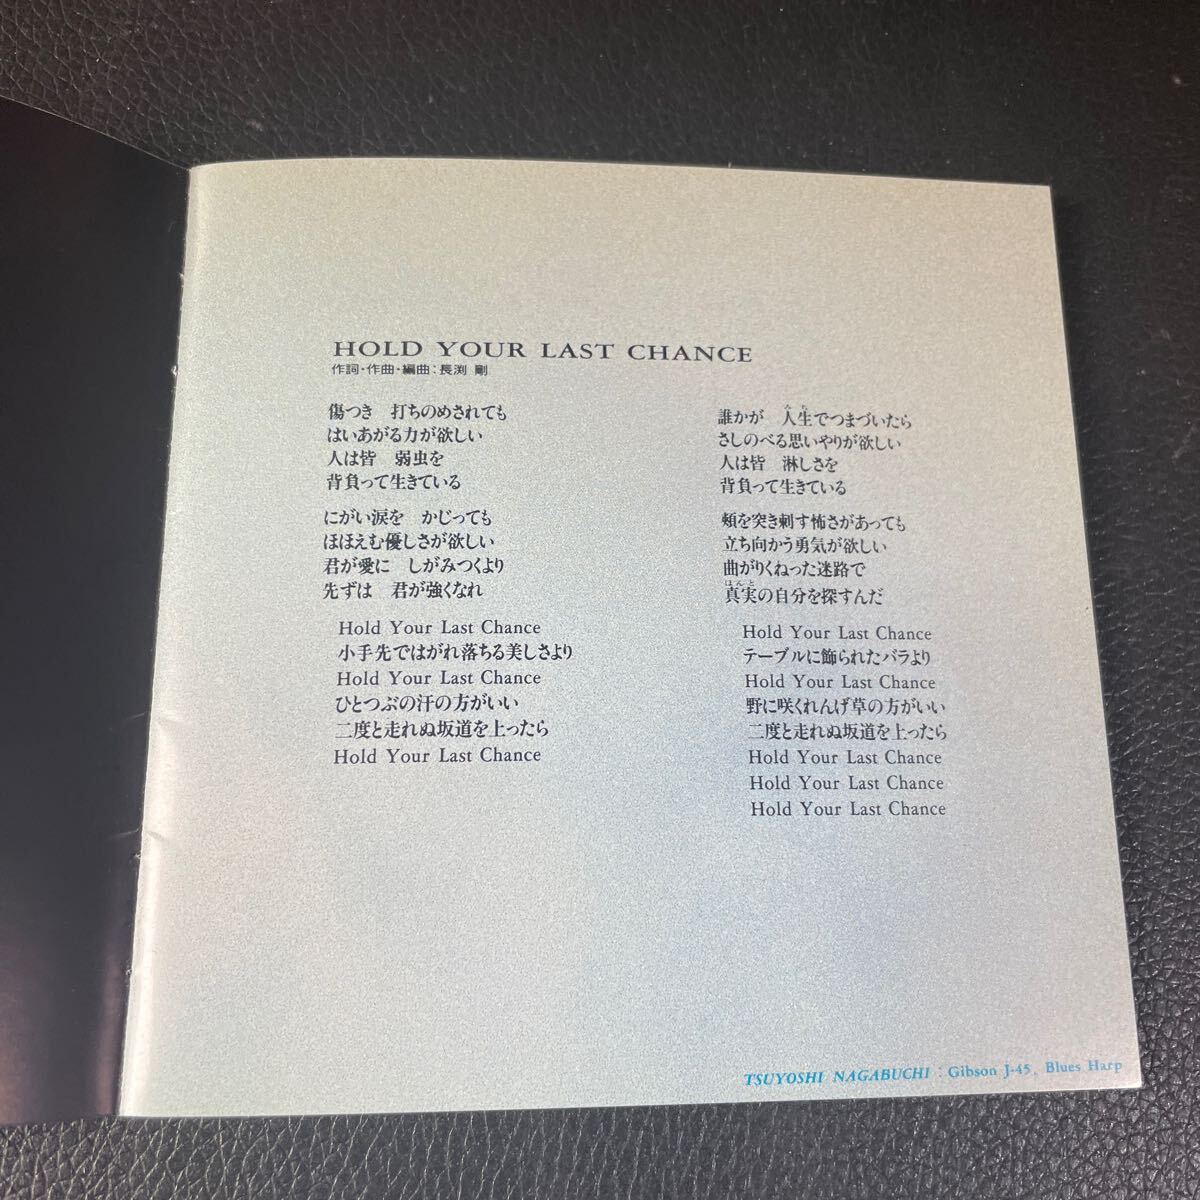 HOLD YOUR LAST CHANCE
作詞・作曲・編曲：長渕 剛
傷つき　打ちのめされても
はいあがる力が欲しい
人は皆　弱虫を
背負って生きている
にがい涙を　かじっても
ほほえむ優しさが欲しい
君が愛に　しがみつくより
先ずは　君が強くなれ
Hold Your Last Chance
小手先ではがれ落ちる美しさより
Hold Your Last Chance
ひとつぶの汗の方がいい
二度と走れぬ坂道を上ったら
Hold Your Last Chance
誰かが　人生でつまづいたら
さしのべる思いやりが欲しい
人は皆　淋しさを
背負って生きている
頬を突き刺す怖さがあっても
立ち向かう勇気が欲しい
曲がりくねった迷路で
ほんと
真実の自分を探すんだ
Hold Your Last Chance
テーブルに飾られたバラより
Hold Your Last Chance
野に咲くれんげ草の方がいい
二度と走れぬ坂道を上ったら
Hold Your Last Chance
Hold Your Last Chance
Hold Your Last Chance
TSUYOSHI NAGABUCHI : Gibson J-45, Blues Harp